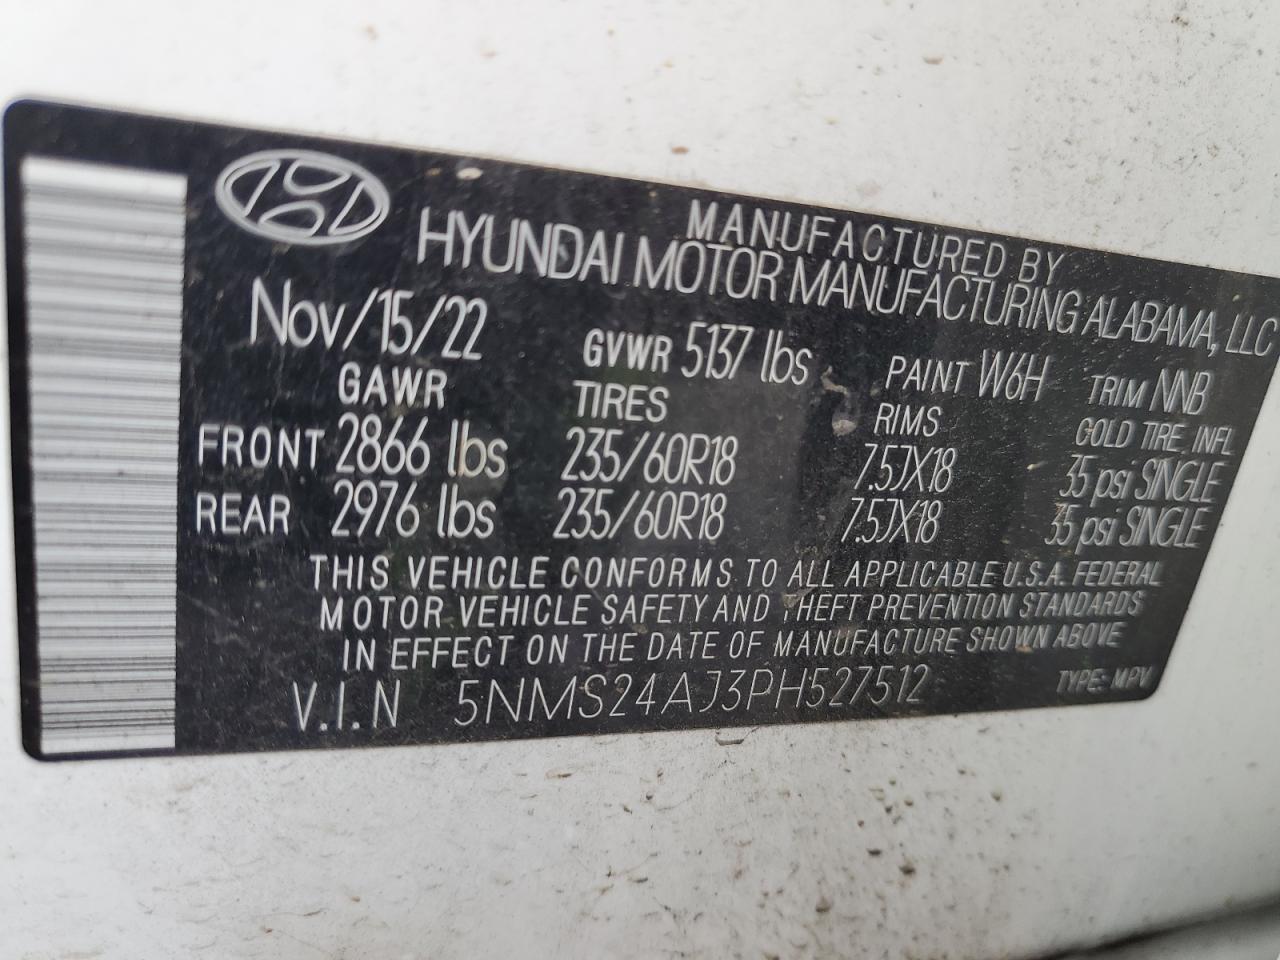 MANUFACTURED BY
HYUNDAI MOTOR MANUFACTURING ALABAMA, LLC
Nov/15/22 GVWR 5137 lbs PAINT W6H TRIM NNB
GAWR TIRES RIMS COLD TIRE INFL
FRONT 2866 lbs 235/60R18 7.5JX18 35 psi SINGLE
REAR 2976 lbs 235/60R18 7.5JX18 35 psi SINGLE
THIS VEHICLE CONFORMS TO ALL APPLICABLE U.S.A. FEDERAL
MOTOR VEHICLE SAFETY AND THEFT PREVENTION STANDARDS
IN EFFECT ON THE DATE OF MANUFACTURE SHOWN ABOVE
V.I.N 5NMS24AJ3PH527512 TYPE: MPV